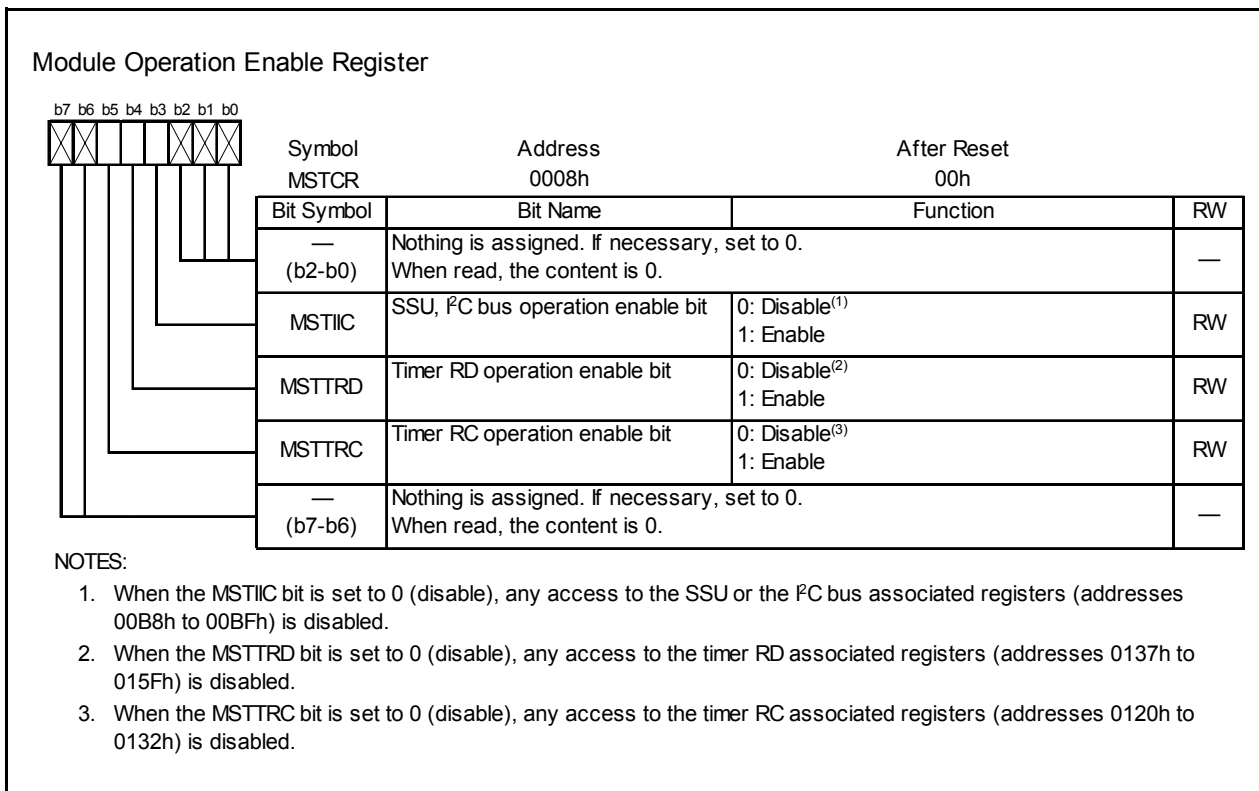 Module Operation Enable Register
b7 b6 b5 b4 b3 b2 b1 b0
Symbol Address After Reset
MSTCR 0008h 00h
Bit Symbol Bit Name Function RW
— Nothing is assigned. If necessary, set to 0.
(b2-b0) When read, the content is 0. —
MSTIIC SSU, I²C bus operation enable bit 0: Disable(1)
1: Enable RW
MSTTRD Timer RD operation enable bit 0: Disable(2)
1: Enable RW
MSTTRC Timer RC operation enable bit 0: Disable(3)
1: Enable RW
— Nothing is assigned. If necessary, set to 0.
(b7-b6) When read, the content is 0. —
NOTES:
1. When the MSTIIC bit is set to 0 (disable), any access to the SSU or the I²C bus associated registers (addresses
00B8h to 00BFh) is disabled.
2. When the MSTTRD bit is set to 0 (disable), any access to the timer RD associated registers (addresses 0137h to
015Fh) is disabled.
3. When the MSTTRC bit is set to 0 (disable), any access to the timer RC associated registers (addresses 0120h to
0132h) is disabled.